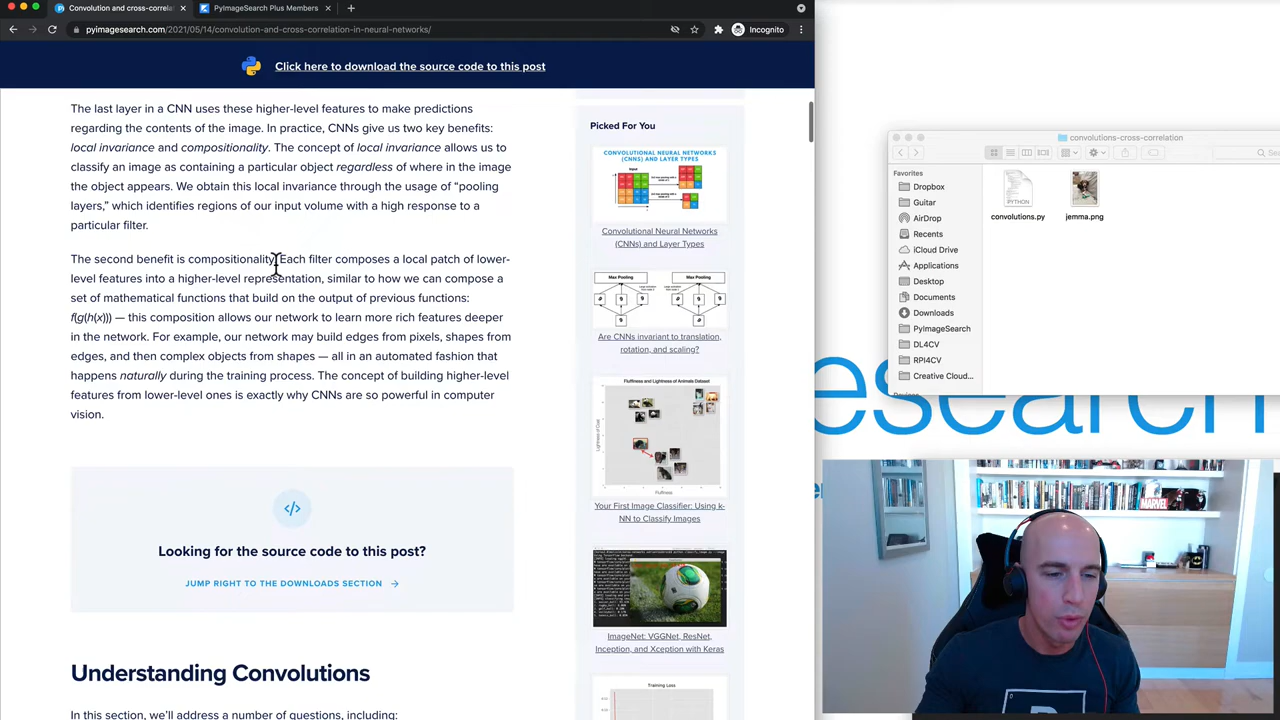 Convolution and cross-correlat
PyImageSearch Plus Members
pyimagesearch.com/2021/05/14/convolution-and-cross-correlation-in-neural-networks/
Incognito
Click here to download the source code to this post
The last layer in a CNN uses these higher-level features to make predictions
regarding the contents of the image. In practice, CNNs give us two key benefits:
local invariance and compositionality. The concept of local invariance allows us to
classify an image as containing a particular object regardless of where in the image
the object appears. We obtain this local invariance through the usage of “pooling
layers,” which identifies regions of our input volume with a high response to a
particular filter.
The second benefit is compositionality. Each filter composes a local patch of lower-
level features into a higher-level representation, similar to how we can compose a
set of mathematical functions that build on the output of previous functions:
f(g(h(x))) — this composition allows our network to learn more rich features deeper
in the network. For example, our network may build edges from pixels, shapes from
edges, and then complex objects from shapes — all in an automated fashion that
happens naturally during the training process. The concept of building higher-level
features from lower-level ones is exactly why CNNs are so powerful in computer
vision.
</>
Looking for the source code to this post?
JUMP RIGHT TO THE DOWNLOADS SECTION
Understanding Convolutions
In this section, we’ll address a number of questions, including:
Picked For You
CONVOLUTIONAL NEURAL NETWORKS
(CNNS) AND LAYER TYPES
Input
Convolutional Neural Networks
(CNNs) and Layer Types
Max Pooling
Max Pooling
Are CNNs invariant to translation,
rotation, and scaling?
Fluffiness and Lightness of Animals Dataset
Lightness of Coat
Fluffiness
Your First Image Classifier: Using k-
NN to Classify Images
ImageNet: VGGNet, ResNet,
Inception, and Xception with Keras
Training Loss
convolutions-cross-correlation
Sea
Favorites
Dropbox
Guitar
AirDrop
Recents
iCloud Drive
Applications
Desktop
Documents
Downloads
PyImageSearch
DL4CV
RPI4CV
Creative Cloud...
PYTHON
convolutions.py
jemma.png
esearch
MARVEL